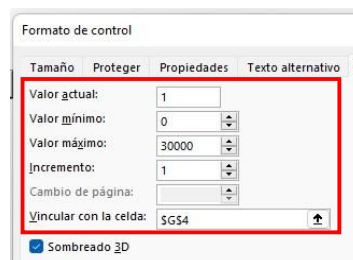 Formato de control
Tamaño Proteger Propiedades Texto alternativo
Valor actual: 1
Valor mínimo: 0
Valor máximo: 30000
Incremento: 1
Cambio de página:
Vincular con la celda: $G$4
Sombreado 3D